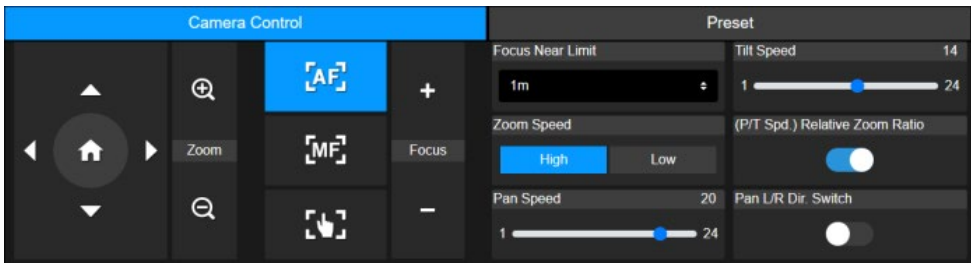 Camera Control
Preset
[AF]
[MF]
Zoom
Focus
Focus Near Limit
1m
Tilt Speed 14
1 24
Zoom Speed
High Low
(P/T Spd.) Relative Zoom Ratio
Pan Speed 20
1 24
Pan L/R Dir. Switch